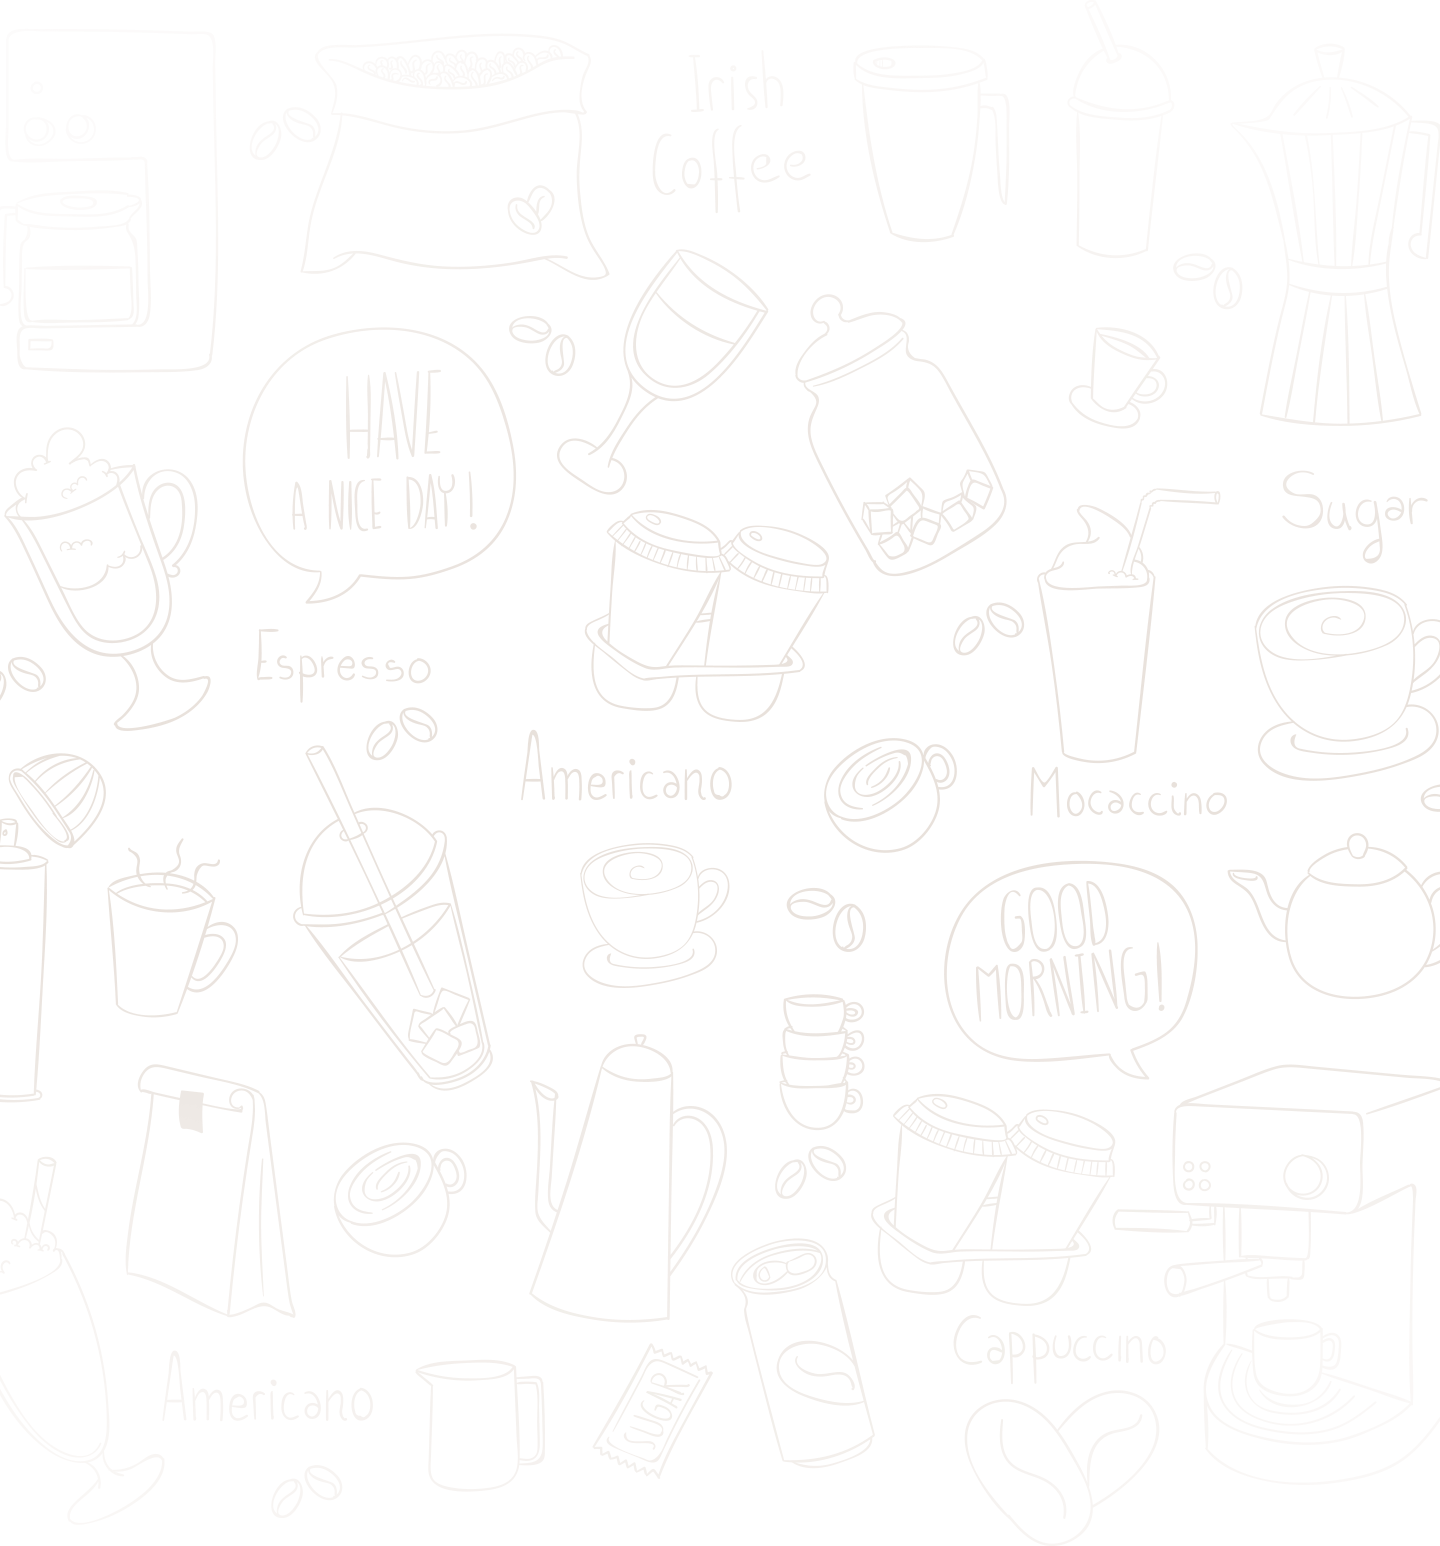 Irish
Coffee
HAVE
A NICE DAY!
Sugar
Espresso
Americano
Mocaccino
GOOD
MORNING!
Cappuccino
Americano
SUGAR